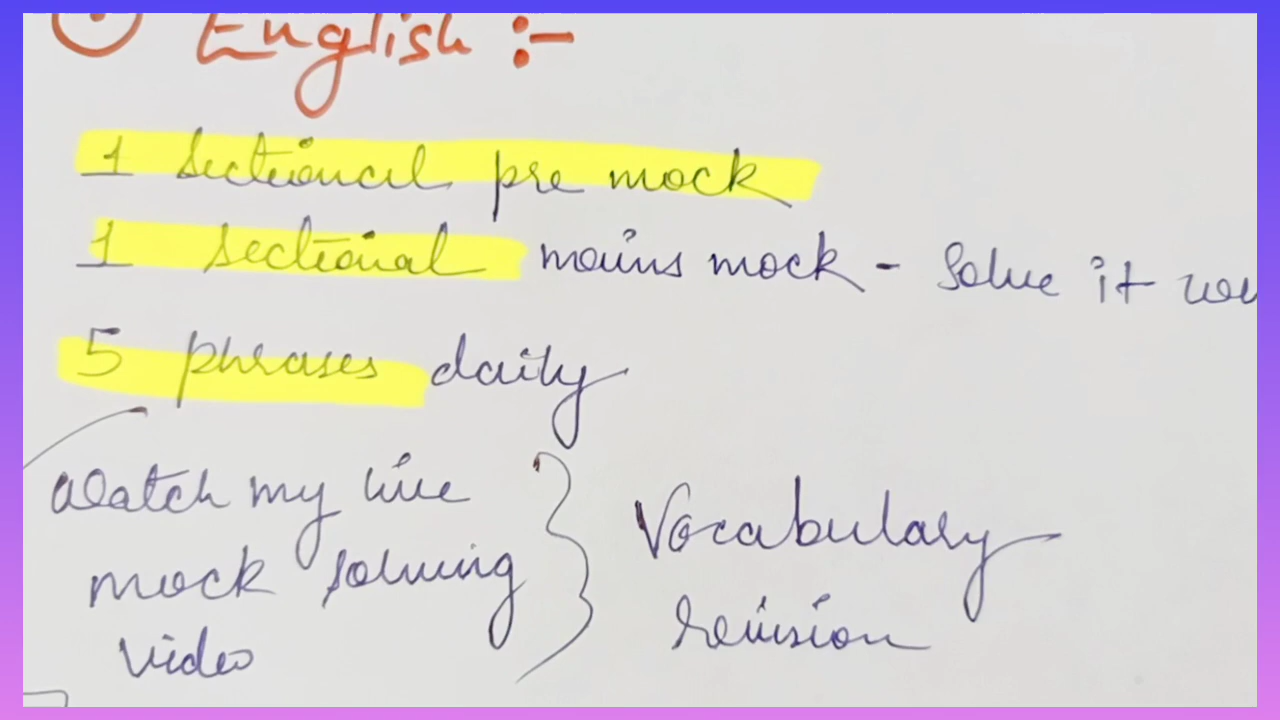 English :-
1 Sectional pre mock
1 sectional mains mock - Solve it
5 phrases daily
Watch my live
mock solving
video
Vocabulary
revision